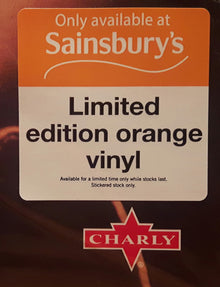 Only available at
Sainsbury's
Limited
edition orange
vinyl
Available for a limited time only while stocks last.
Stickered stock only.
CHARLY